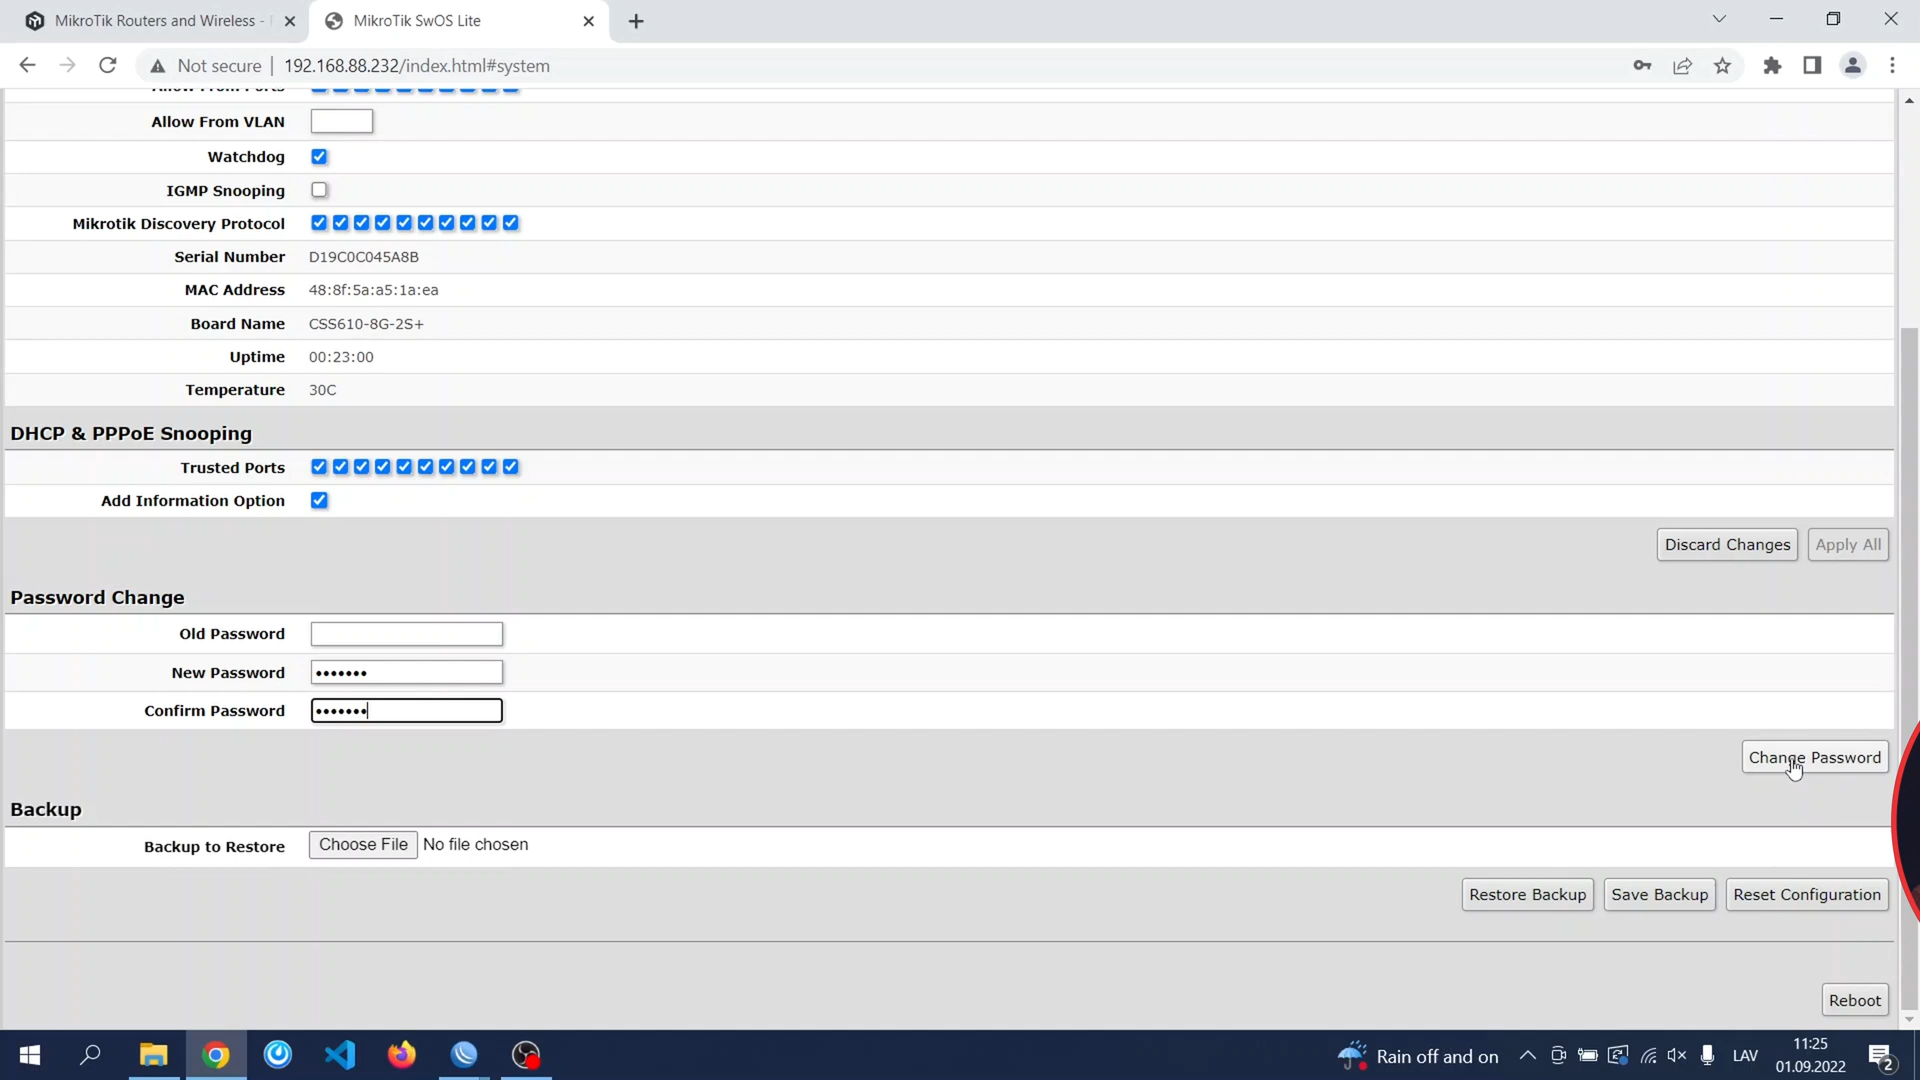 MikroTik Routers and Wireless -
MikroTik SwOS Lite
Not secure
192.168.88.232/index.html#system
Allow From Ports
Allow From VLAN
Watchdog
IGMP Snooping
Mikrotik Discovery Protocol
Serial Number D19C0C045A8B
MAC Address 48:8f:5a:a5:1a:ea
Board Name CSS610-8G-2S+
Uptime 00:23:00
Temperature 30C
DHCP & PPPoE Snooping
Trusted Ports
Add Information Option
Discard Changes Apply All
Password Change
Old Password
New Password •••••••
Confirm Password •••••••
Change Password
Backup
Backup to Restore Choose File No file chosen
Restore Backup Save Backup Reset Configuration
Reboot
Rain off and on
LAV
11:25
01.09.2022
2